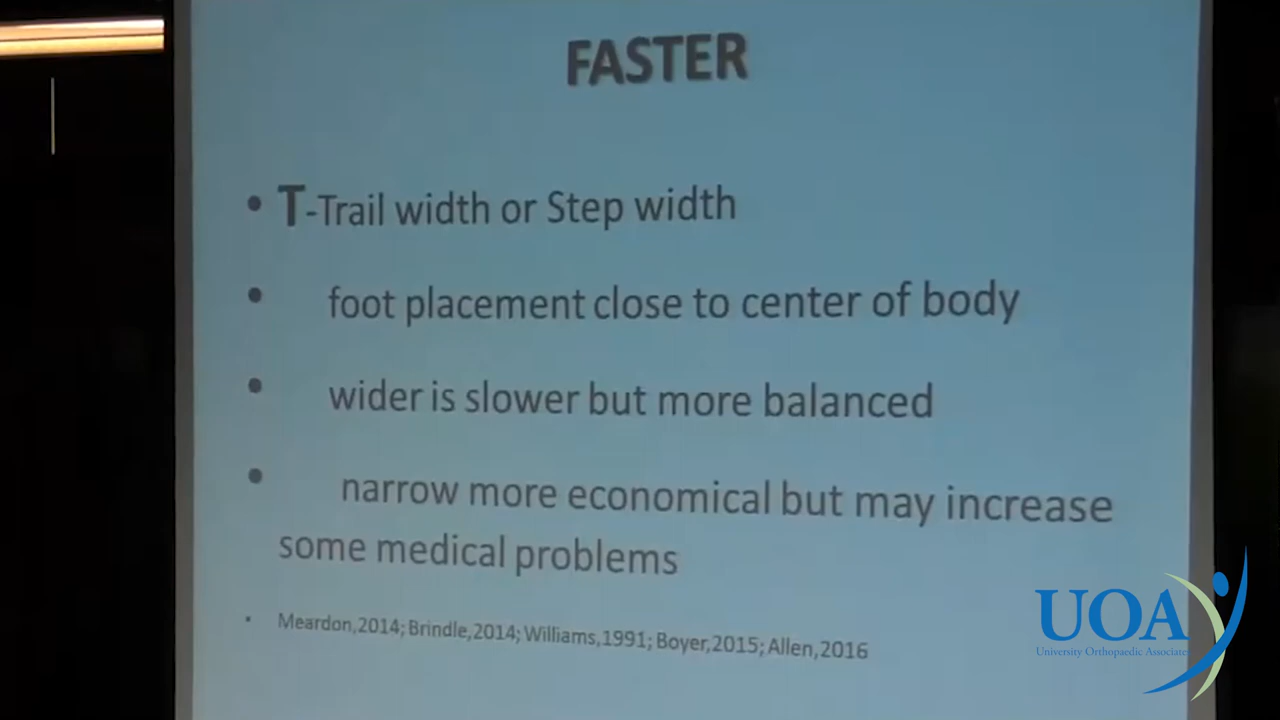 FASTER
• T-Trail width or Step width
• foot placement close to center of body
• wider is slower but more balanced
• narrow more economical but may increase
some medical problems
• Meardon,2014; Brindle,2014; Williams,1991; Boyer,2015; Allen,2016
UOA
University Orthopaedic Associates